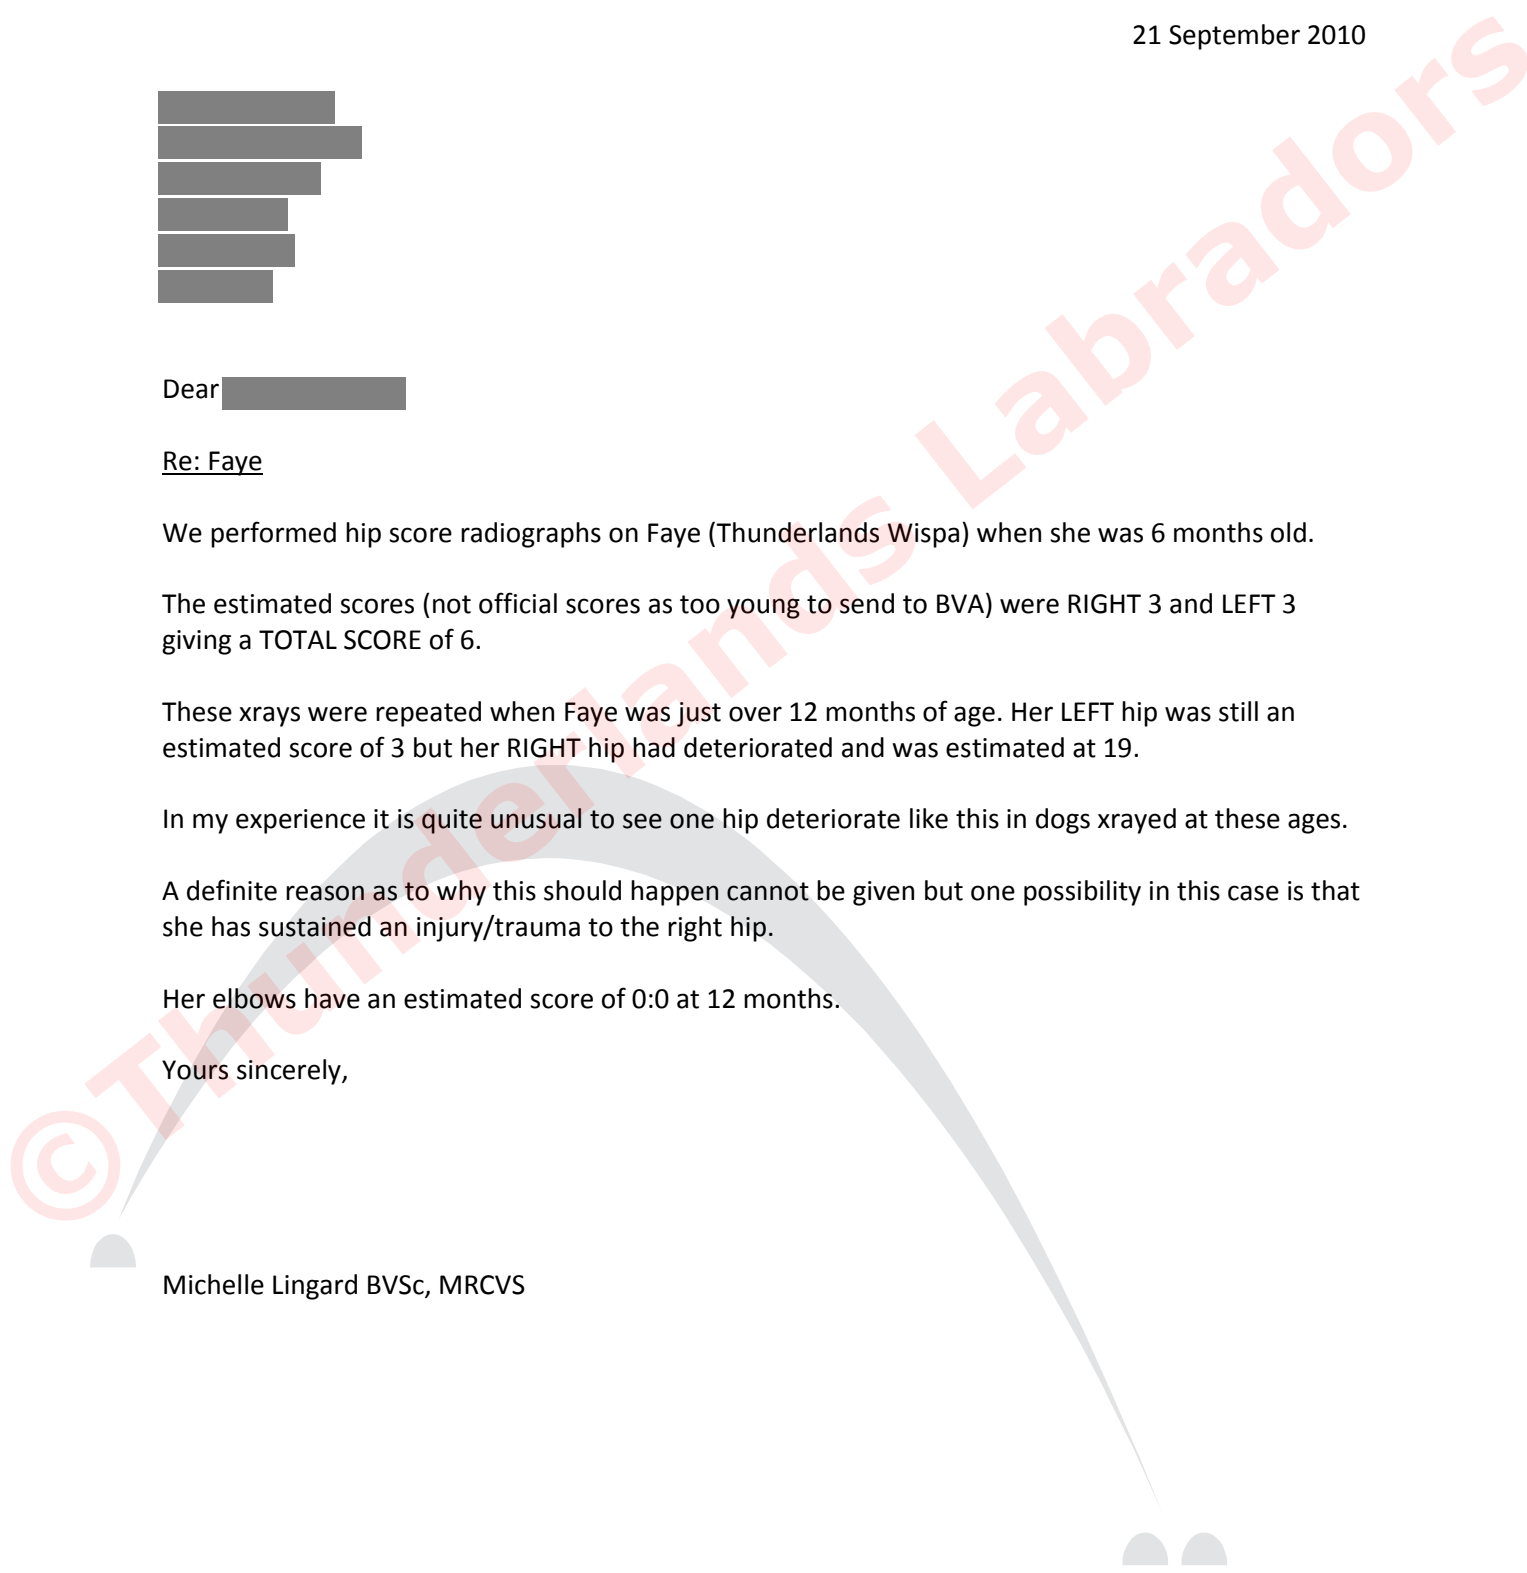 21 September 2010
Dear
Re: Faye
We performed hip score radiographs on Faye (Thunderlands Wispa) when she was 6 months old.
The estimated scores (not official scores as too young to send to BVA) were RIGHT 3 and LEFT 3
giving a TOTAL SCORE of 6.
These xrays were repeated when Faye was just over 12 months of age. Her LEFT hip was still an
estimated score of 3 but her RIGHT hip had deteriorated and was estimated at 19.
In my experience it is quite unusual to see one hip deteriorate like this in dogs xrayed at these ages.
A definite reason as to why this should happen cannot be given but one possibility in this case is that
she has sustained an injury/trauma to the right hip.
Her elbows have an estimated score of 0:0 at 12 months.
Yours sincerely,
Michelle Lingard BVSc, MRCVS
©Thunderlands Labradors